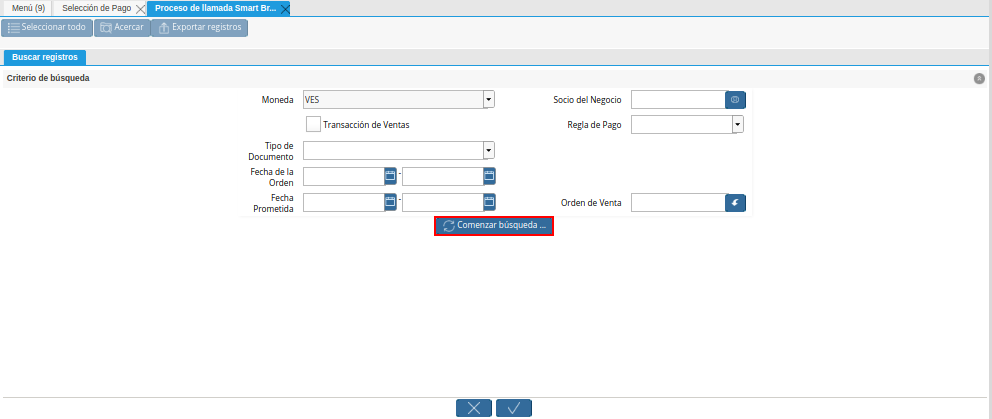 Menú (9) Selección de Pago Proceso de llamada Smart Br...
Seleccionar todo Acercar Exportar registros
Buscar registros
Criterio de búsqueda
Moneda VES Socio del Negocio
Transacción de Ventas Regla de Pago
Tipo de
Documento
Fecha de la
Orden
-
Fecha
Prometida
- Orden de Venta
Comenzar búsqueda ...